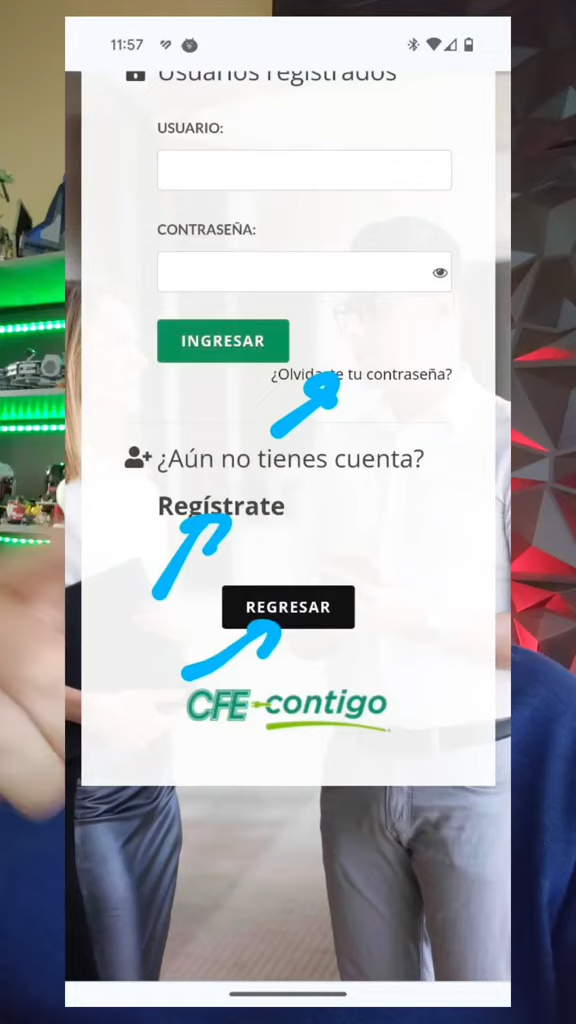 11:57
Usuarios registrados
USUARIO:
CONTRASEÑA:
INGRESAR
¿Olvidaste tu contraseña?
¿Aún no tienes cuenta?
Regístrate
REGRESAR
CFE contigo